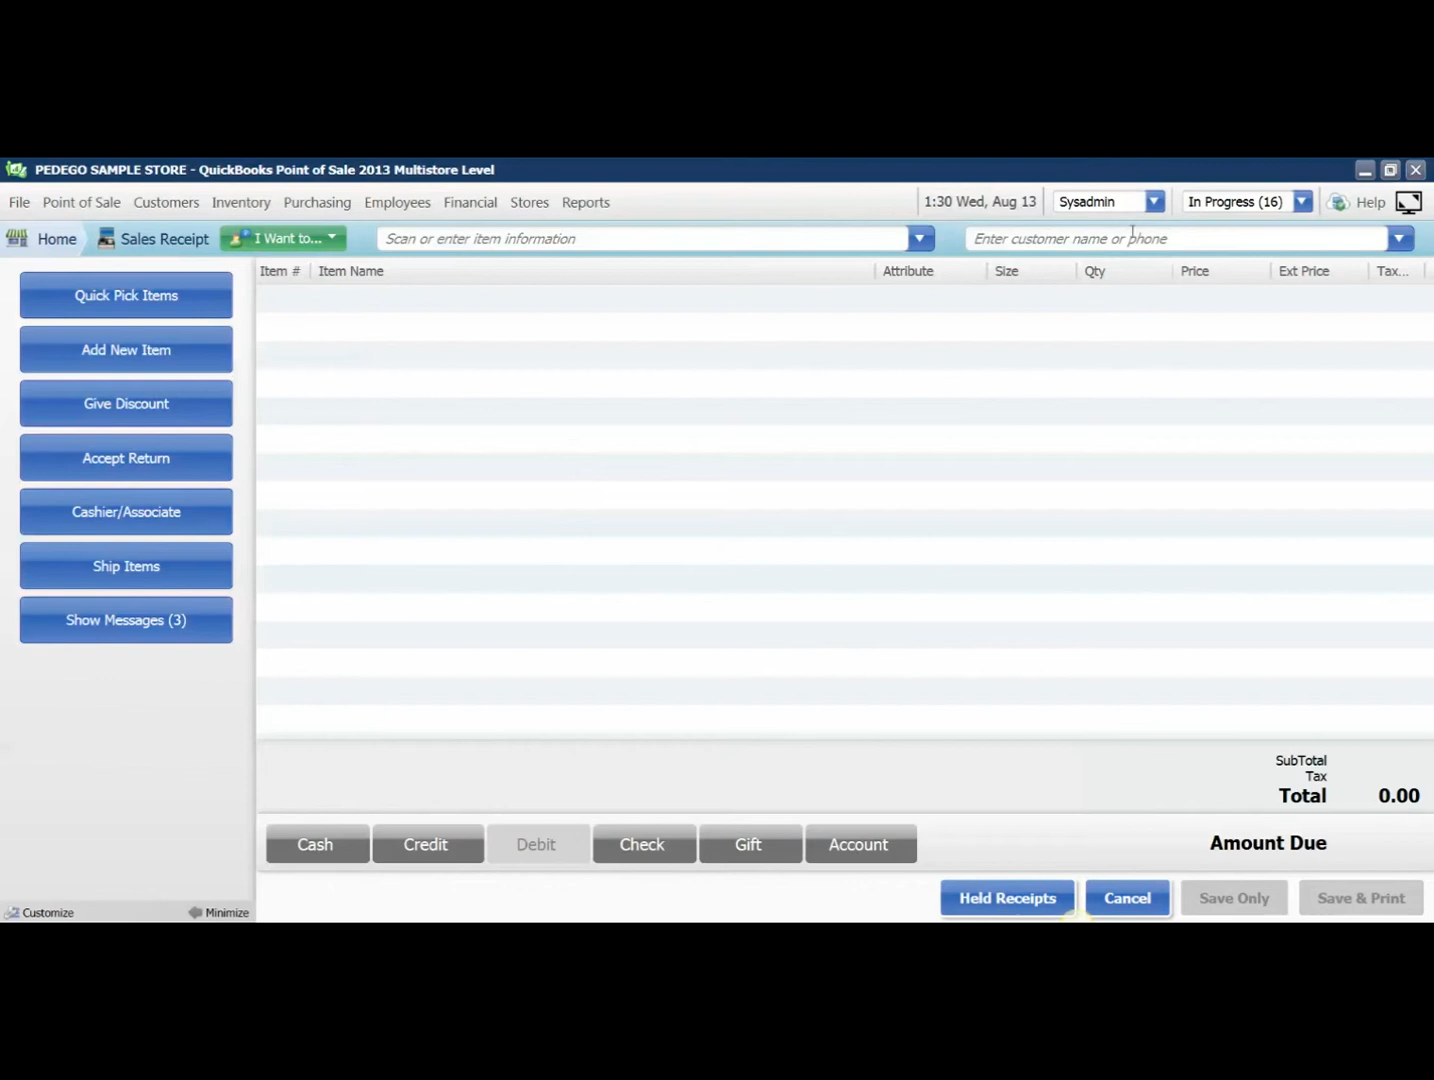 PEDEGO SAMPLE STORE - QuickBooks Point of Sale 2013 Multistore Level
File Point of Sale Customers Inventory Purchasing Employees Financial Stores Reports 1:30 Wed, Aug 13 Sysadmin In Progress (16) Help
Home Sales Receipt I Want to... Scan or enter item information Enter customer name or phone
Item # Item Name Attribute Size Qty Price Ext Price Tax...
Quick Pick Items
Add New Item
Give Discount
Accept Return
Cashier/Associate
Ship Items
Show Messages (3)
SubTotal
Tax
Total 0.00
Cash Credit Debit Check Gift Account Amount Due
Held Receipts Cancel Save Only Save & Print
Customize Minimize